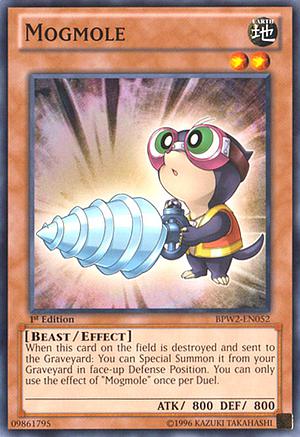 MOGMOLE
EARTH
地
1st Edition
BPW2-EN052
[BEAST / EFFECT]
When this card on the field is destroyed and sent to
the Graveyard: You can Special Summon it from your
Graveyard in face-up Defense Position. You can only
use the effect of "Mogmole" once per Duel.
ATK/ 800 DEF/ 800
09861795
©1996 KAZUKI TAKAHASHI